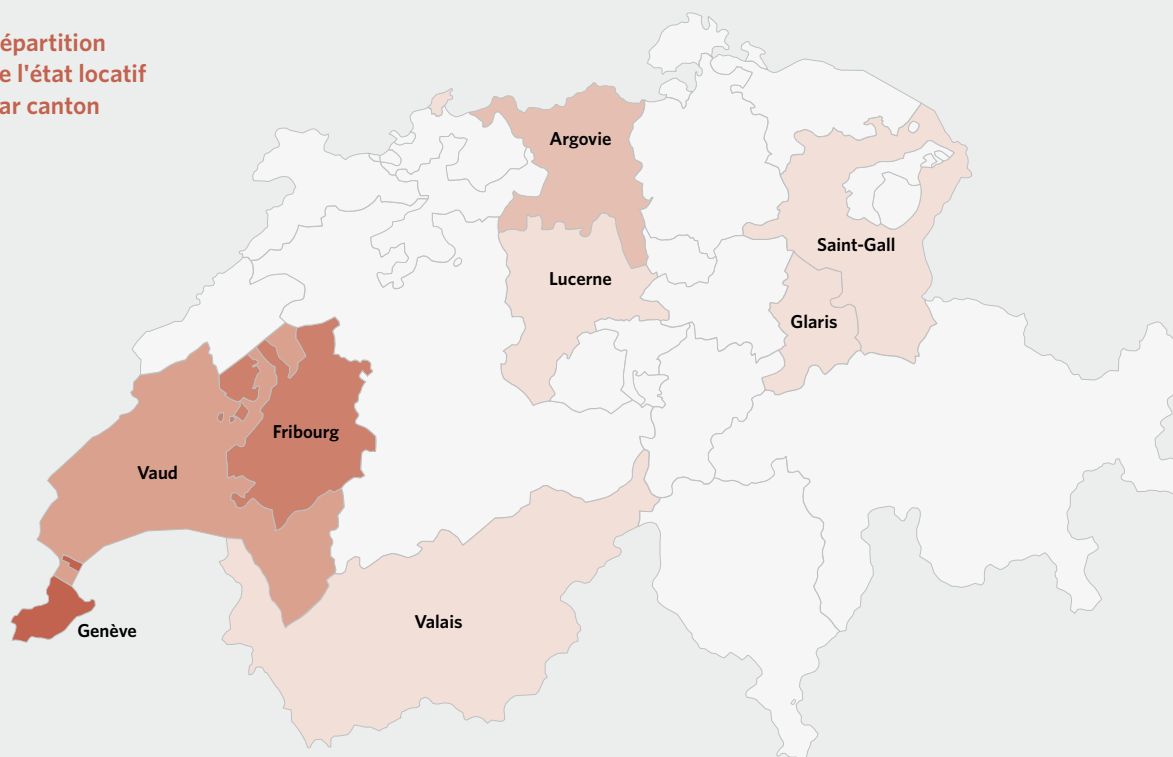 épartition
e l'état locatif
ar canton
Argovie
Saint-Gall
Lucerne
Glaris
Fribourg
Vaud
Valais
Genève